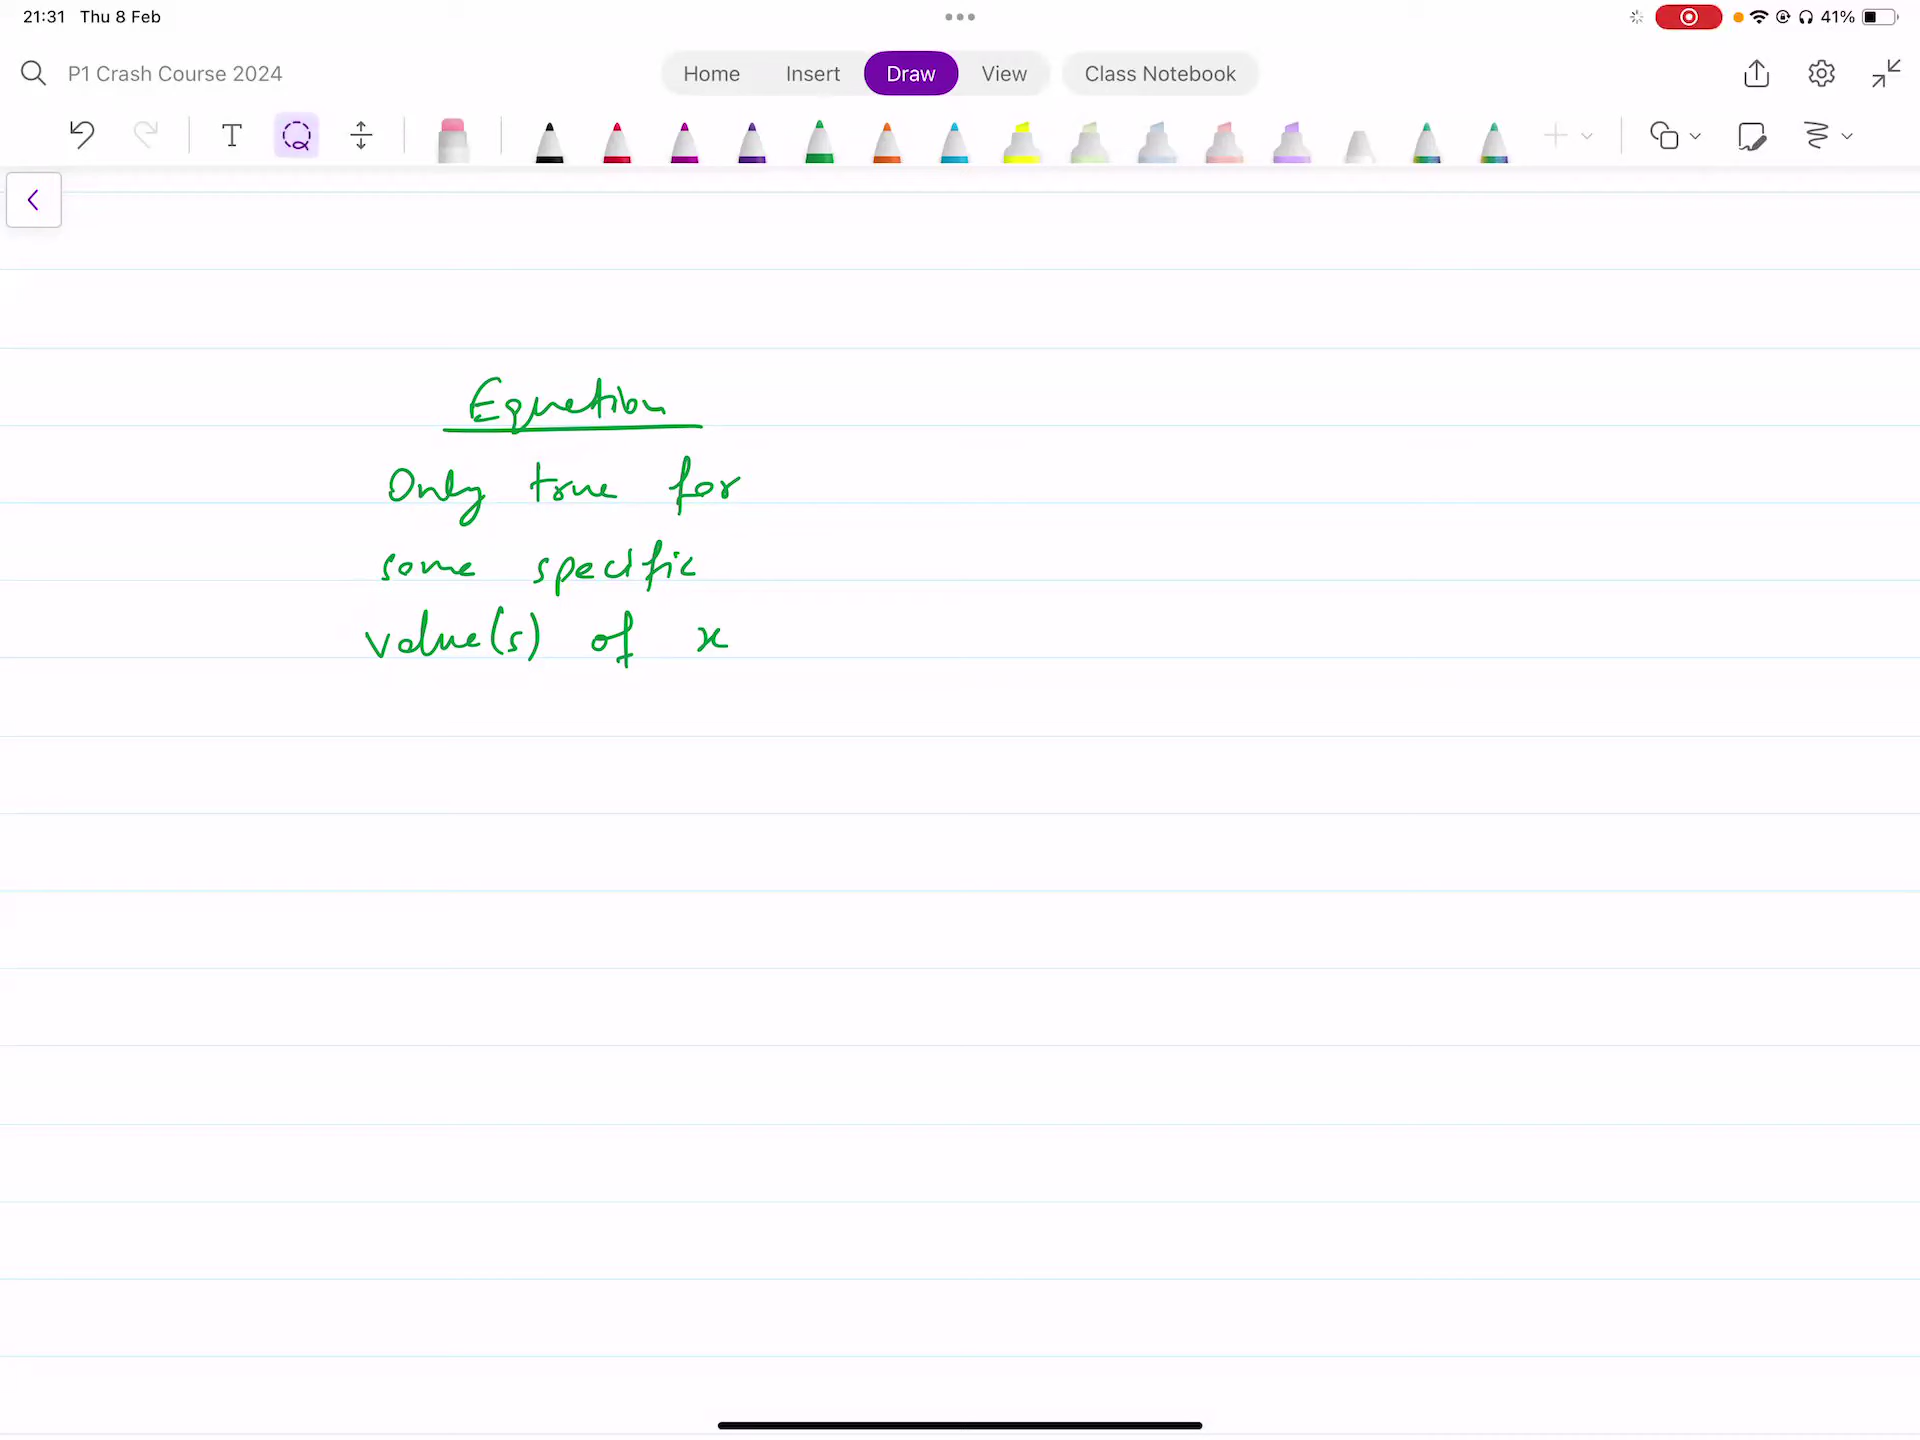 21:31 Thu 8 Feb
41%
P1 Crash Course 2024
Home Insert Draw View Class Notebook
T
Equation
Only true for
some specific
value(s) of x